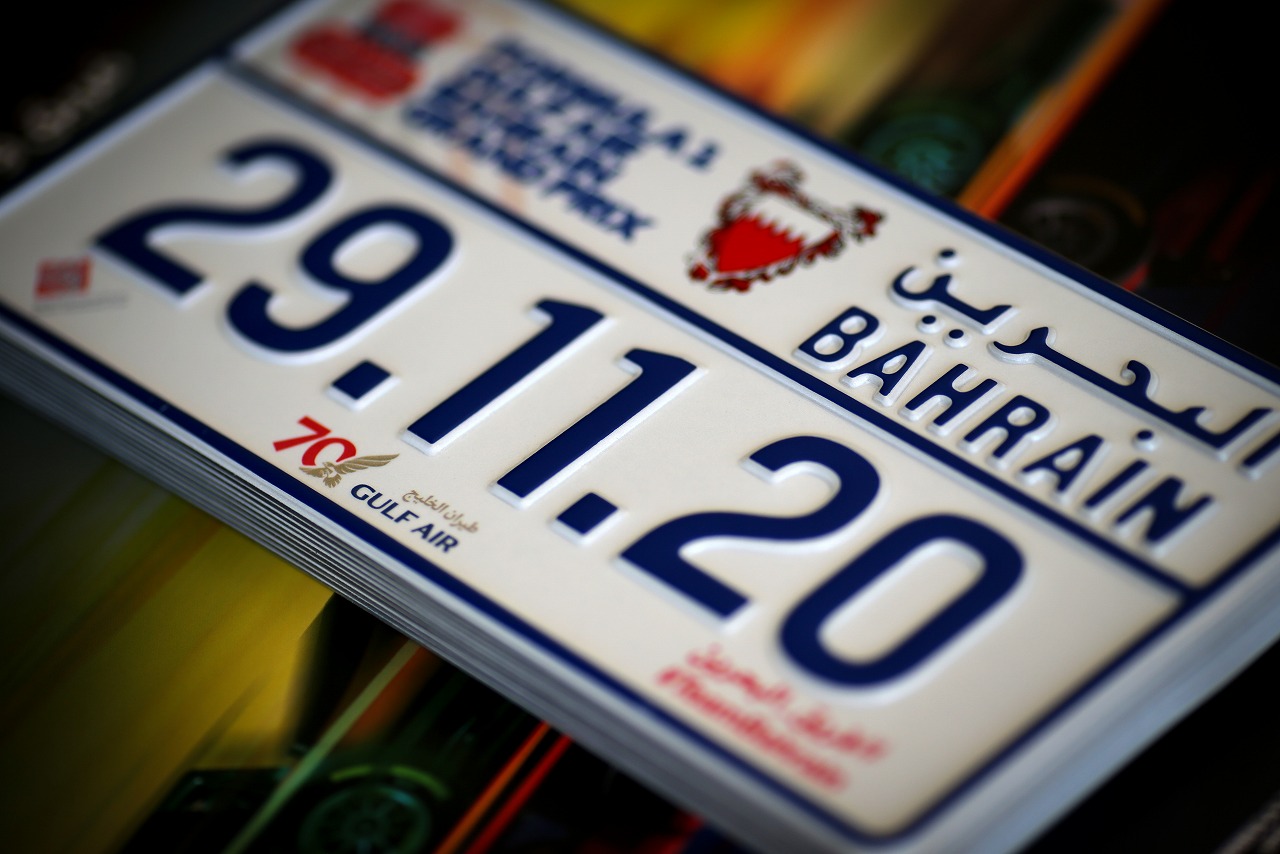 FORMULA 1
GULF AIR
BAHRAIN
GRAND PRIX
البحرين
BAHRAIN
29.11.20
70
طيران الخليج
GULF AIR